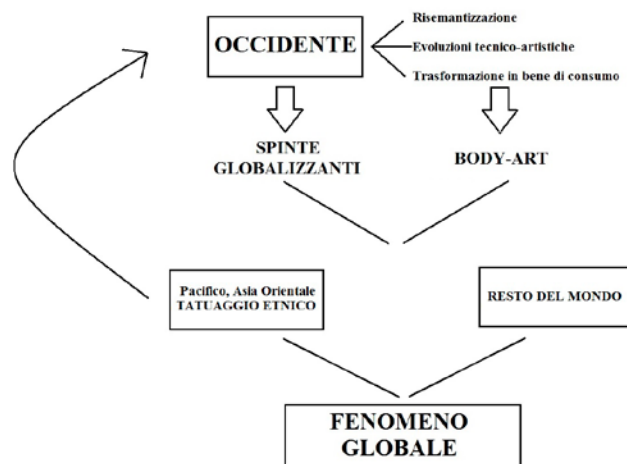 OCCIDENTE
Risemantizzazione
Evoluzioni tecnico-artistiche
Trasformazione in bene di consumo
SPINTE
GLOBALIZZANTI
BODY-ART
Pacifico, Asia Orientale
TATUAGGIO ETNICO
RESTO DEL MONDO
FENOMENO
GLOBALE